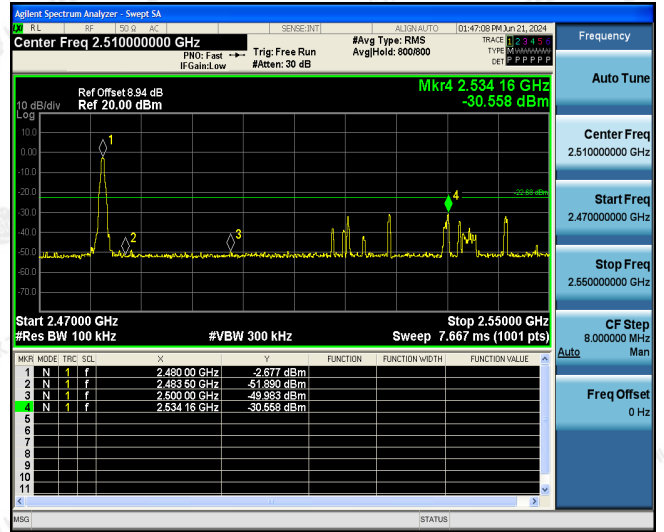 Agilent Spectrum Analyzer - Swept SA
RL RF 50 Ω AC SENSE:INT ALIGN AUTO 01:47:08 PM Jun 21, 2024
Center Freq 2.510000000 GHz
PNO: Fast
IFGain:Low
Trig: Free Run
#Atten: 30 dB
#Avg Type: RMS
Avg|Hold: 800/800
TRACE 1 2 3 4 5 6
TYPE M
DET P P P P P P
Ref Offset 8.94 dB
Ref 20.00 dBm
10 dB/div
Log
Mkr4 2.534 16 GHz
-30.558 dBm
10.0
0.00
-10.0
-20.0
-30.0
-40.0
-50.0
-60.0
-70.0
1
2
3
4
-22.68 dBm
Start 2.47000 GHz Stop 2.55000 GHz
#Res BW 100 kHz #VBW 300 kHz Sweep 7.667 ms (1001 pts)
MKR MODE TRC SCL X Y FUNCTION FUNCTION WIDTH FUNCTION VALUE
1 N 1 f 2.480 00 GHz -2.677 dBm
2 N 1 f 2.483 50 GHz -51.890 dBm
3 N 1 f 2.500 00 GHz -49.983 dBm
4 N 1 f 2.534 16 GHz -30.558 dBm
5
6
7
8
9
10
11
MSG STATUS
Frequency
Auto Tune
Center Freq
2.510000000 GHz
Start Freq
2.470000000 GHz
Stop Freq
2.550000000 GHz
CF Step
8.000000 MHz
Auto Man
Freq Offset
0 Hz